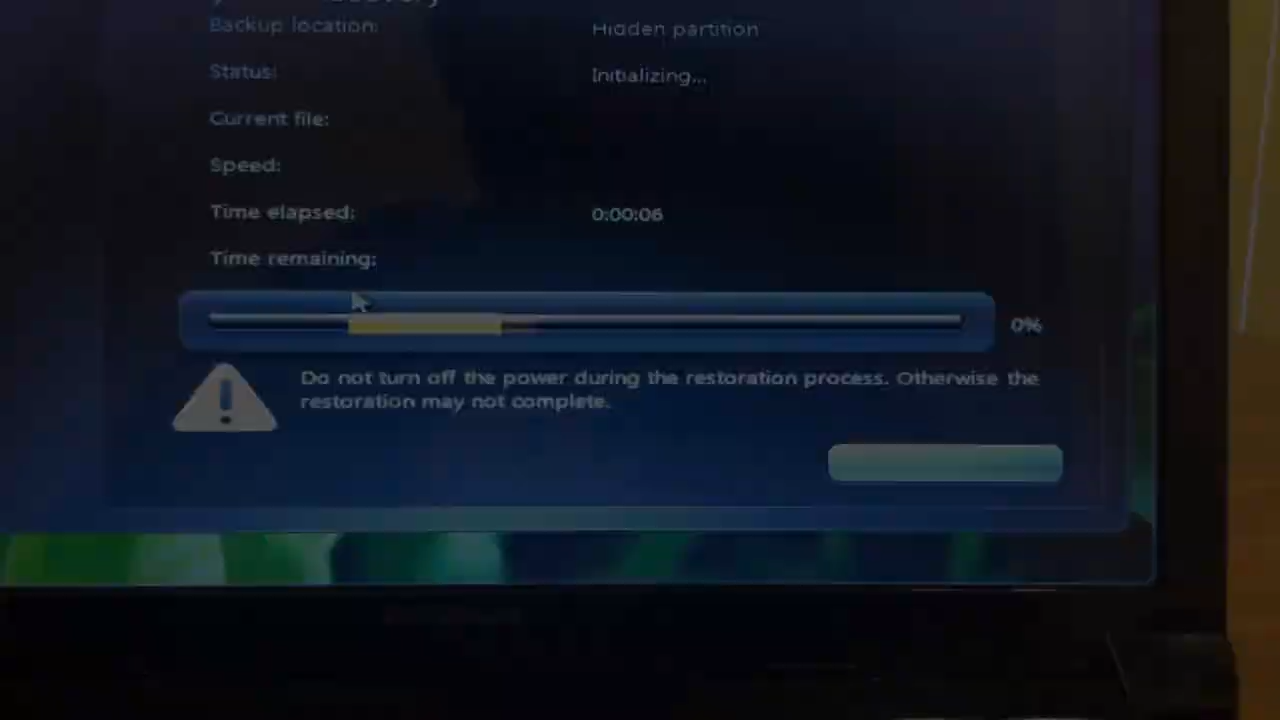 Backup location: Hidden partition
Status: Initializing...
Current file:
Speed:
Time elapsed: 0:00:06
Time remaining:
0%
Do not turn off the power during the restoration process. Otherwise the
restoration may not complete.